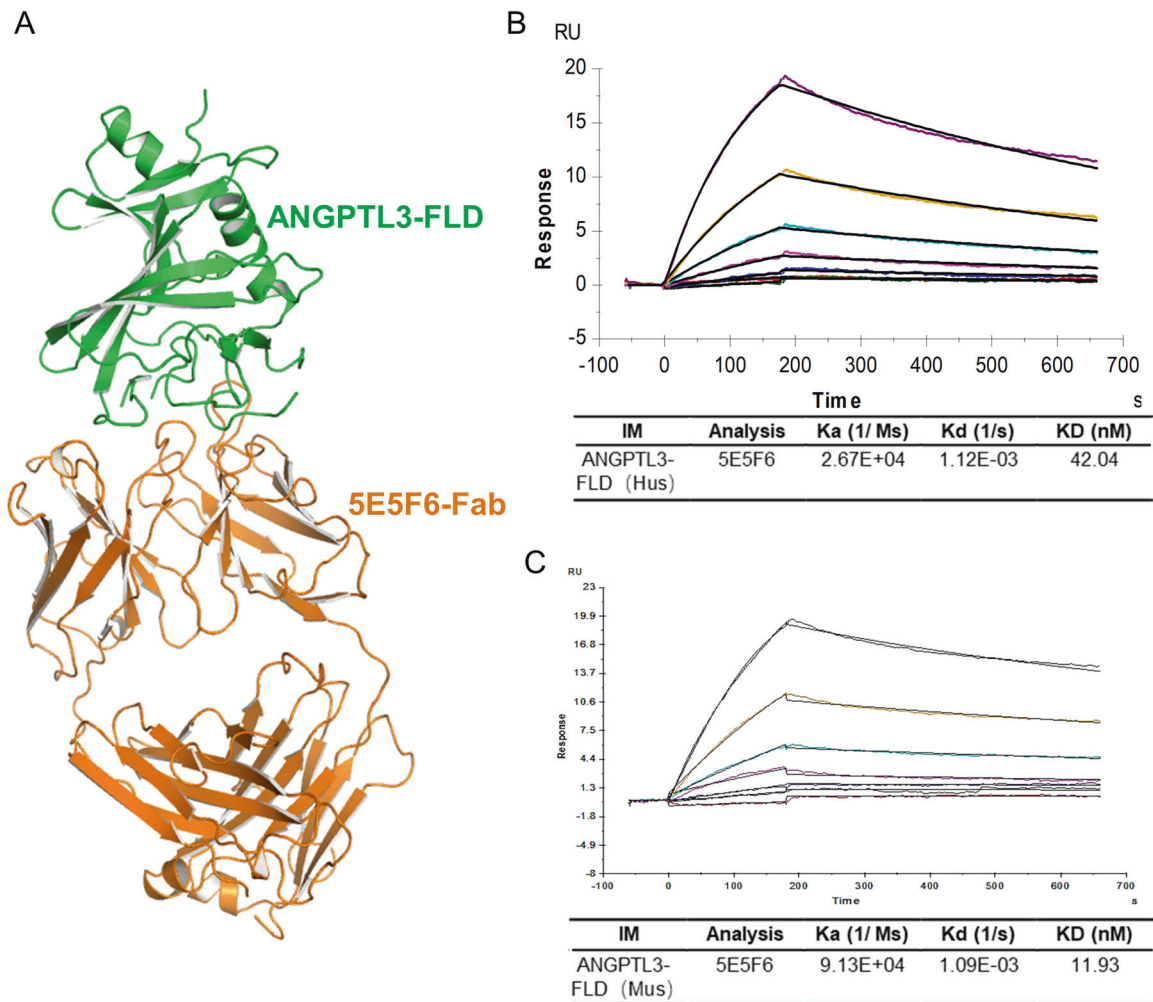 A
ANGPTL3-FLD
5E5F6-Fab
B
RU
20
15
10
5
0
-5
Response
-100 0 100 200 300 400 500 600 700
Time s
IM Analysis Ka (1/ Ms) Kd (1/s) KD (nM)
ANGPTL3- 5E5F6 2.67E+04 1.12E-03 42.04
FLD (Hus)
C
RU
23
19.9
16.8
13.7
10.6
7.5
4.4
1.3
-1.8
-4.9
-8
Response
-100 0 100 200 300 400 500 600 700
Time s
IM Analysis Ka (1/ Ms) Kd (1/s) KD (nM)
ANGPTL3- 5E5F6 9.13E+04 1.09E-03 11.93
FLD (Mus)